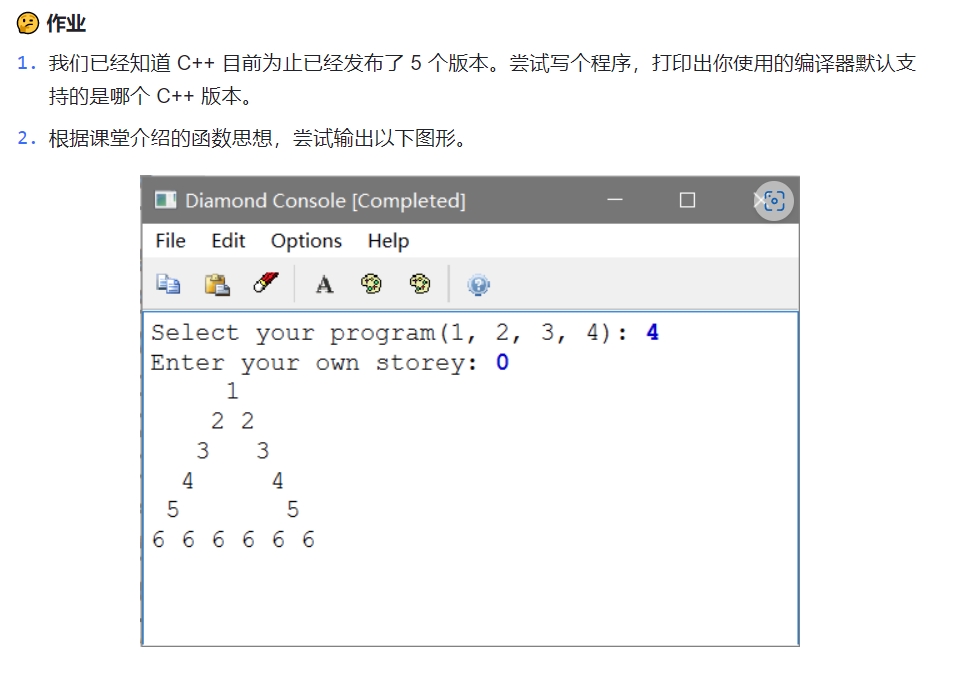 🤔 作业
1. 我们已经知道 C++ 目前为止已经发布了 5 个版本。尝试写个程序，打印出你使用的编译器默认支
持的是哪个 C++ 版本。
2. 根据课堂介绍的函数思想，尝试输出以下图形。
Diamond Console [Completed]
File Edit Options Help
A
Select your program(1, 2, 3, 4): 4
Enter your own storey: 0
     1
    2 2
   3   3
  4     4
 5       5
6 6 6 6 6 6